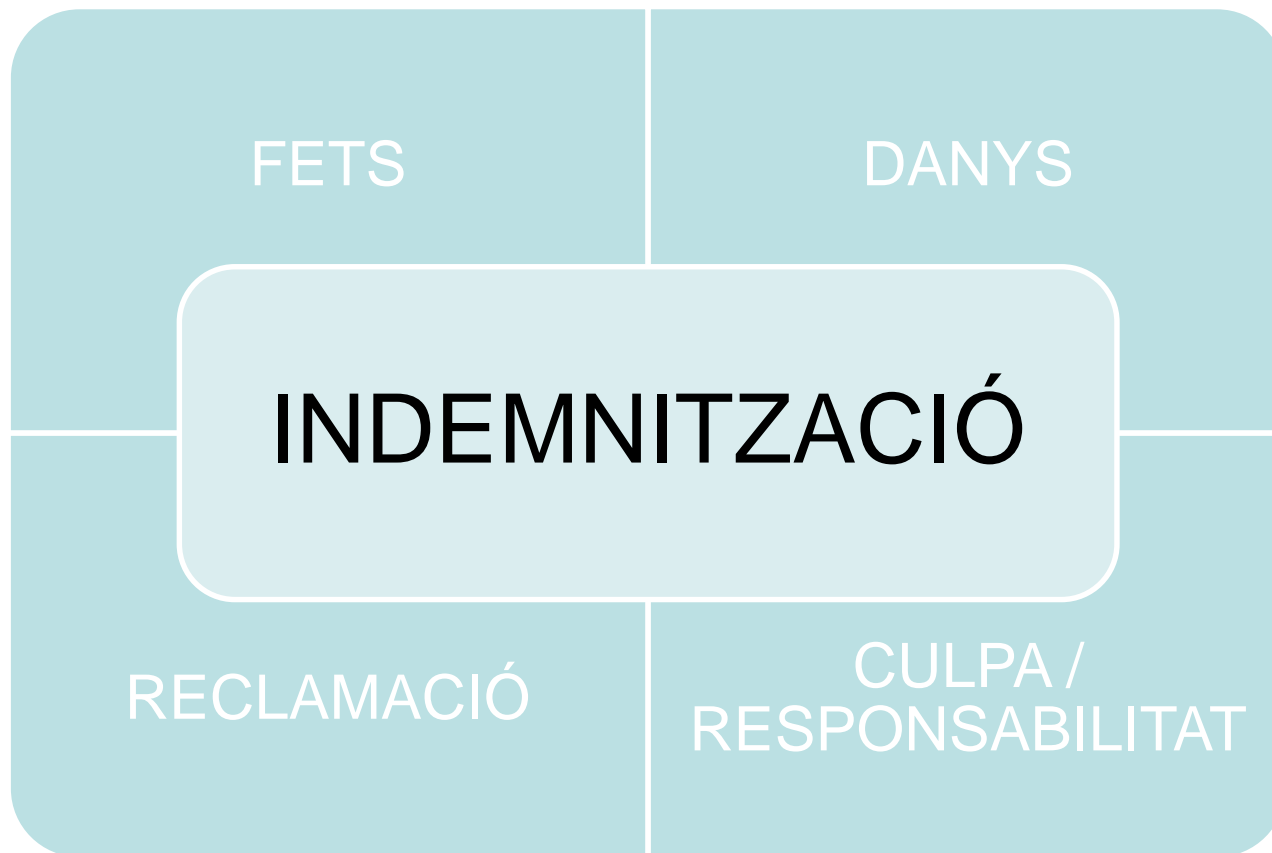 FETS
DANYS
INDEMNITZACIÓ
RECLAMACIÓ
CULPA /
RESPONSABILITAT